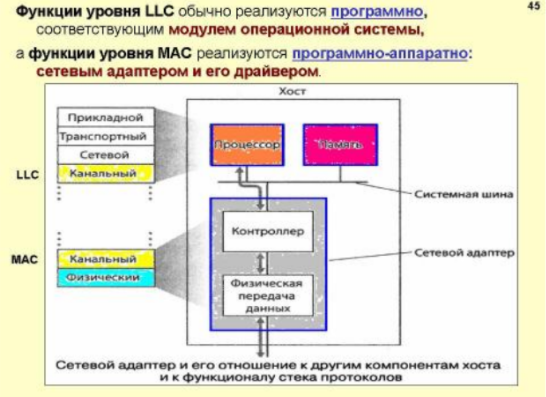 Функции уровня LLC обычно реализуются программно,
соответствующим модулем операционной системы,
45
а функции уровня MAC реализуются программно-аппаратно:
сетевым адаптером и его драйвером.
Хост
Прикладной
Транспортный
Сетевой
Канальный
LLC
Процессор
Память
Системная шина
Контроллер
Сетевой адаптер
MAC
Канальный
Физический
Физическая
передача
данных
Сетевой адаптер и его отношение к другим компонентам хоста
и к функционалу стека протоколов